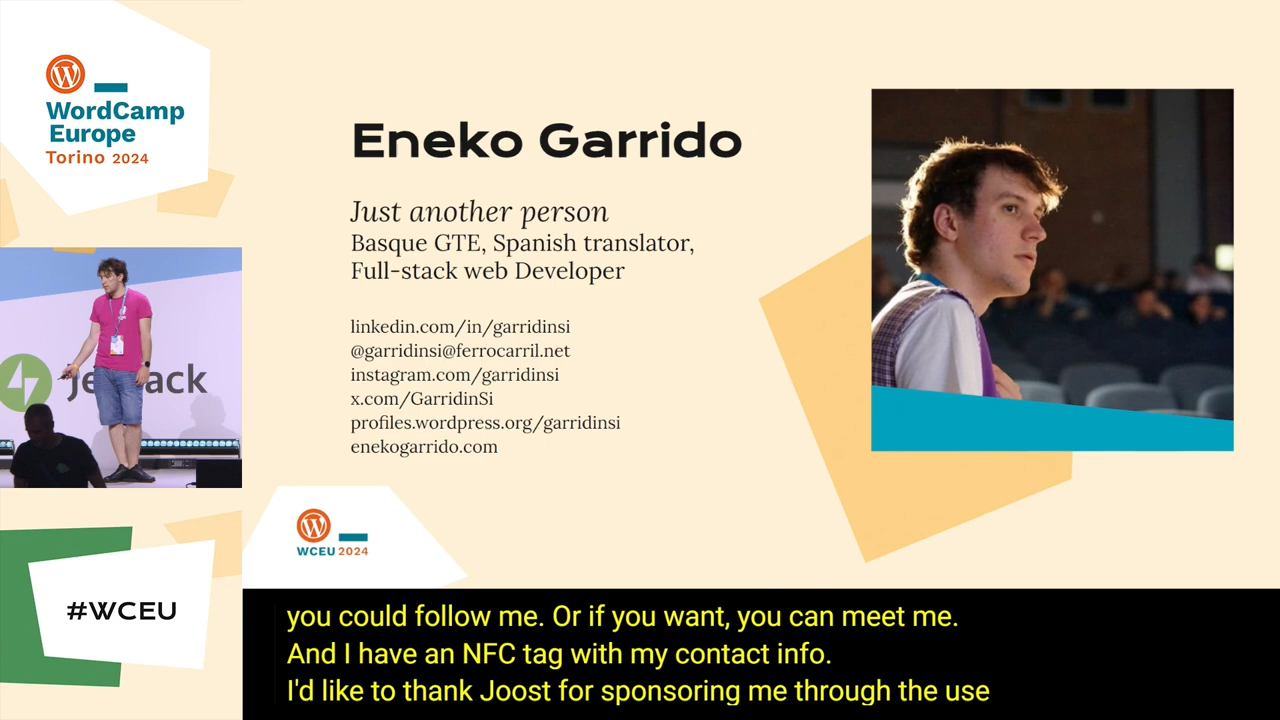 WordCamp
Europe
Torino 2024
Eneko Garrido
Just another person
Basque GTE, Spanish translator,
Full-stack web Developer
linkedin.com/in/garridinsi
@garridinsi@ferrocarril.net
instagram.com/garridinsi
x.com/GarridinSi
profiles.wordpress.org/garridinsi
enekogarrido.com
Jetpack
WCEU 2024
#WCEU
you could follow me. Or if you want, you can meet me.
And I have an NFC tag with my contact info.
I'd like to thank Joost for sponsoring me through the use